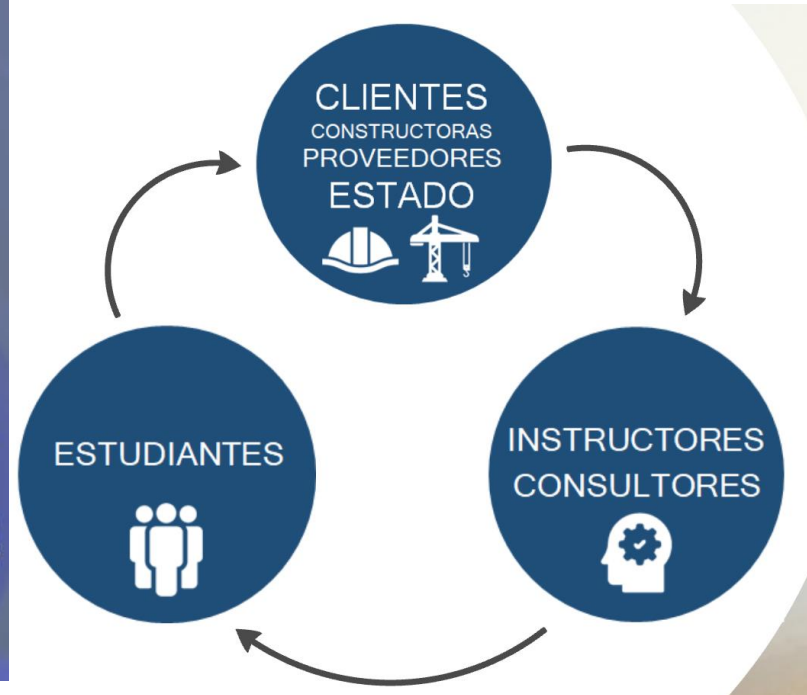 CLIENTES
CONSTRUCTORAS
PROVEEDORES
ESTADO
ESTUDIANTES
INSTRUCTORES
CONSULTORES